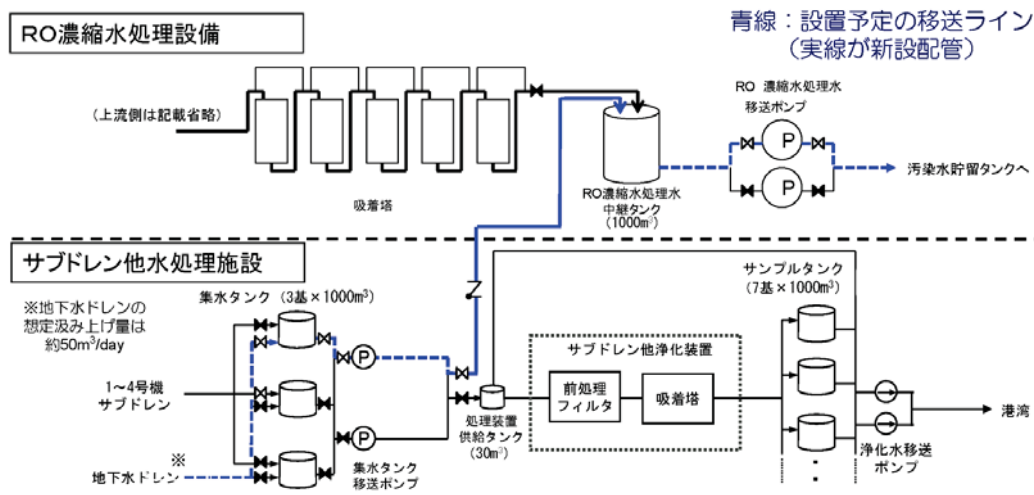 RO濃縮水処理設備
青線：設置予定の移送ライン
（実線が新設配管）
（上流側は記載省略）
吸着塔
RO濃縮水処理水
中継タンク
(1000m³)
RO 濃縮水処理水
移送ポンプ
P
P
汚染水貯留タンクへ
サブドレン他水処理施設
※地下水ドレンの
想定汲み上げ量は
約50m³/day
集水タンク（3基×1000m³）
1～4号機
サブドレン
※
地下水ドレン
P
P
集水タンク
移送ポンプ
処理装置
供給タンク
(30m³)
サブドレン他浄化装置
前処理
フィルタ
吸着塔
サンプルタンク
(7基×1000m³)
浄化水移送
ポンプ
港湾